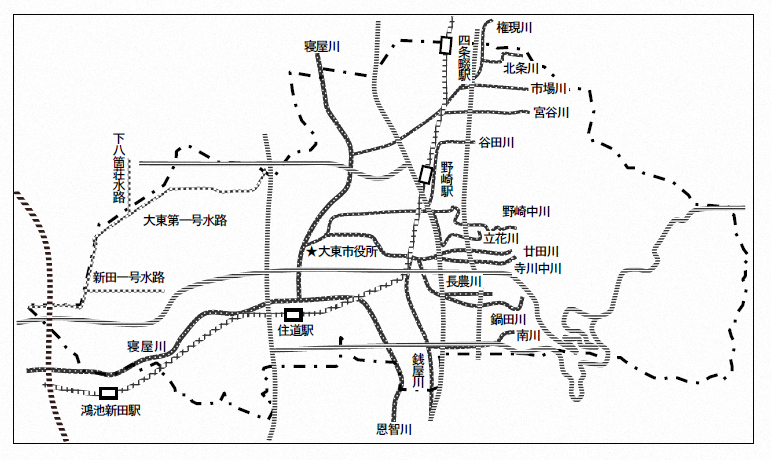 権現川
寝屋川
四条畷駅
北条川
市場川
宮谷川
下八箇荘水路
谷田川
野崎駅
大東第一号水路
野崎中川
立花川
★大東市役所
廿田川
寺川中川
新田一号水路
長農川
鍋田川
住道駅
南川
寝屋川
銭屋川
鴻池新田駅
恩智川